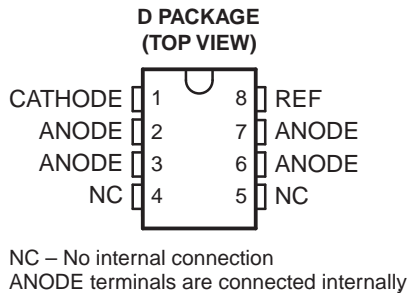 D PACKAGE
(TOP VIEW)
CATHODE 1 8 REF
ANODE 2 7 ANODE
ANODE 3 6 ANODE
NC 4 5 NC
NC – No internal connection
ANODE terminals are connected internally